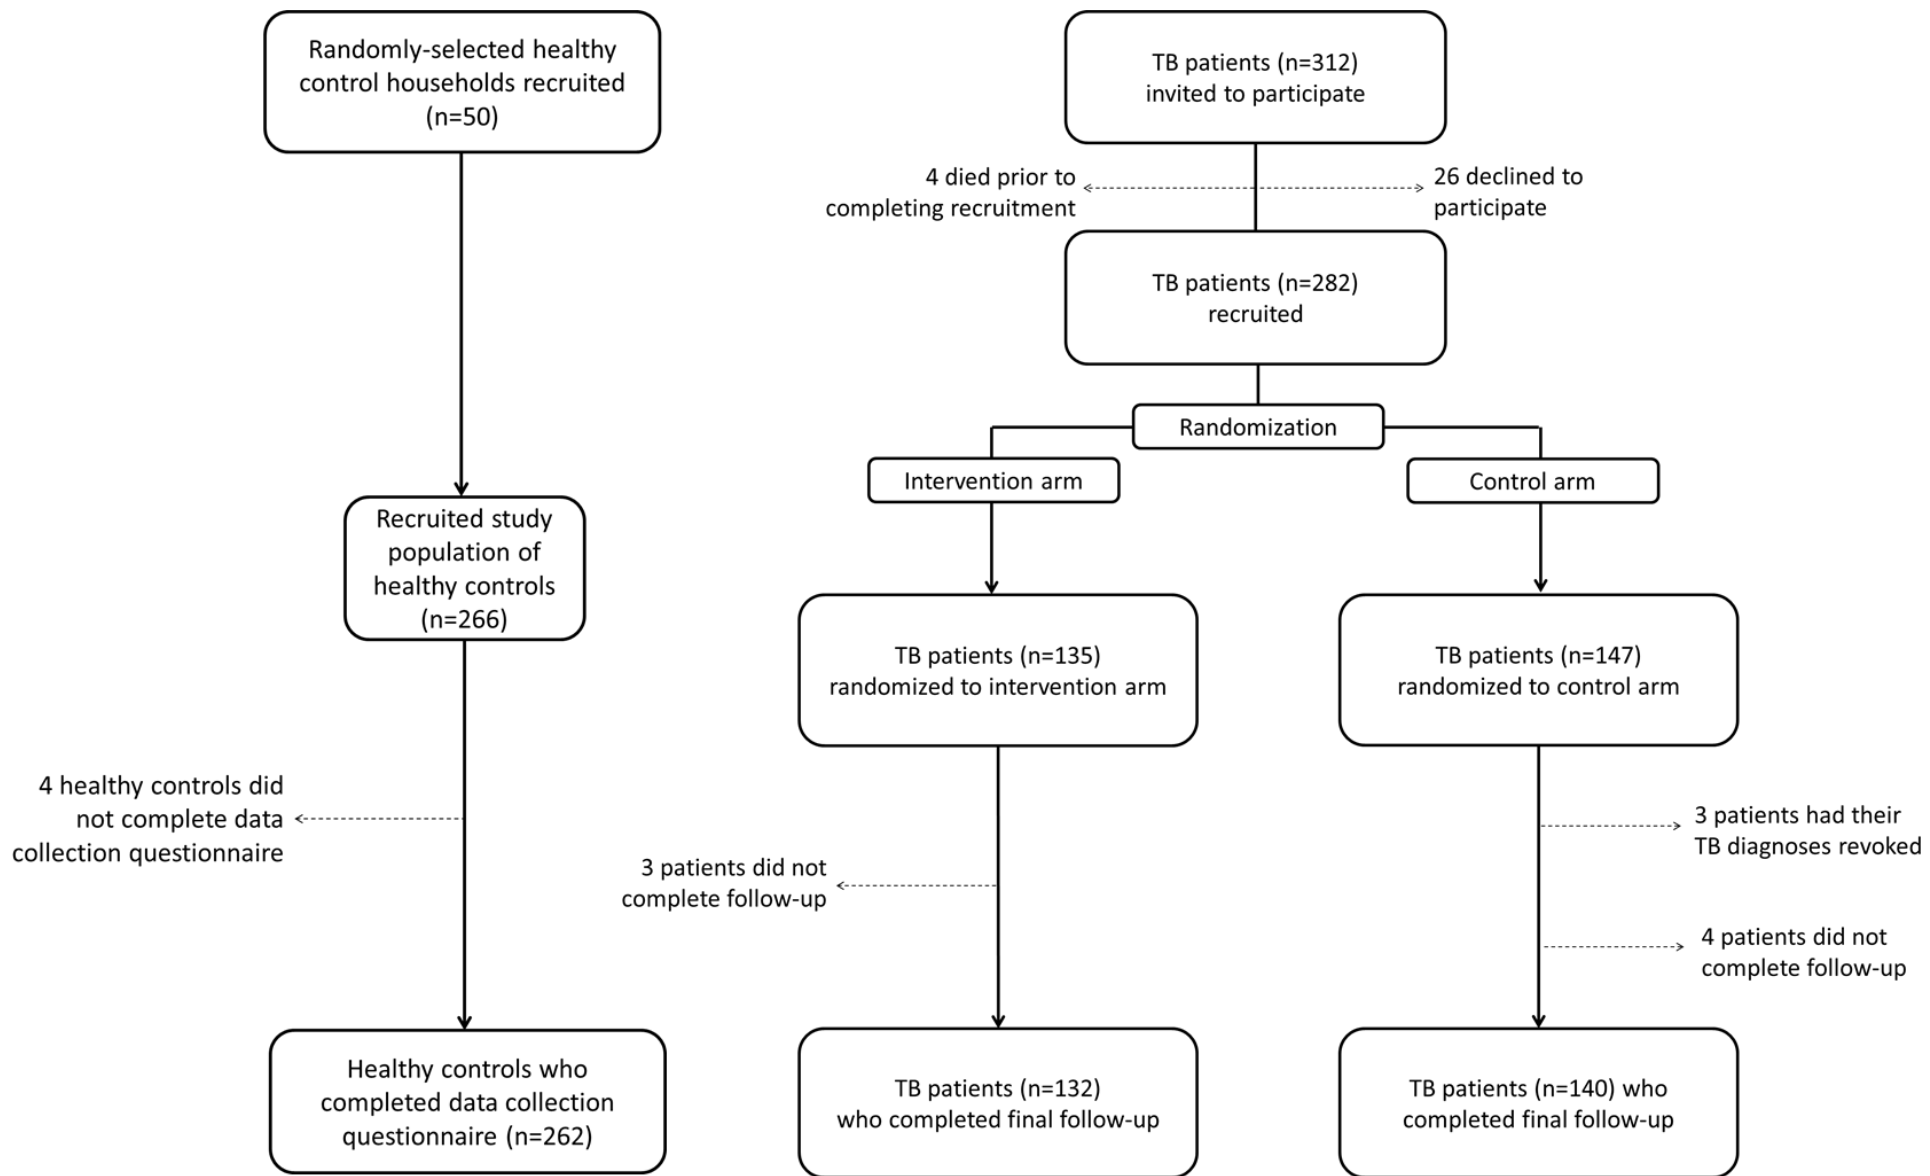 Randomly-selected healthy
control households recruited
(n=50)
Recruited study
population of
healthy controls
(n=266)
4 healthy controls did
not complete data
collection questionnaire
Healthy controls who
completed data collection
questionnaire (n=262)
TB patients (n=312)
invited to participate
4 died prior to
completing recruitment
26 declined to
participate
TB patients (n=282)
recruited
Randomization
Intervention arm
Control arm
TB patients (n=135)
randomized to intervention arm
3 patients did not
complete follow-up
TB patients (n=132)
who completed final follow-up
TB patients (n=147)
randomized to control arm
3 patients had their
TB diagnoses revoked
4 patients did not
complete follow-up
TB patients (n=140) who
completed final follow-up